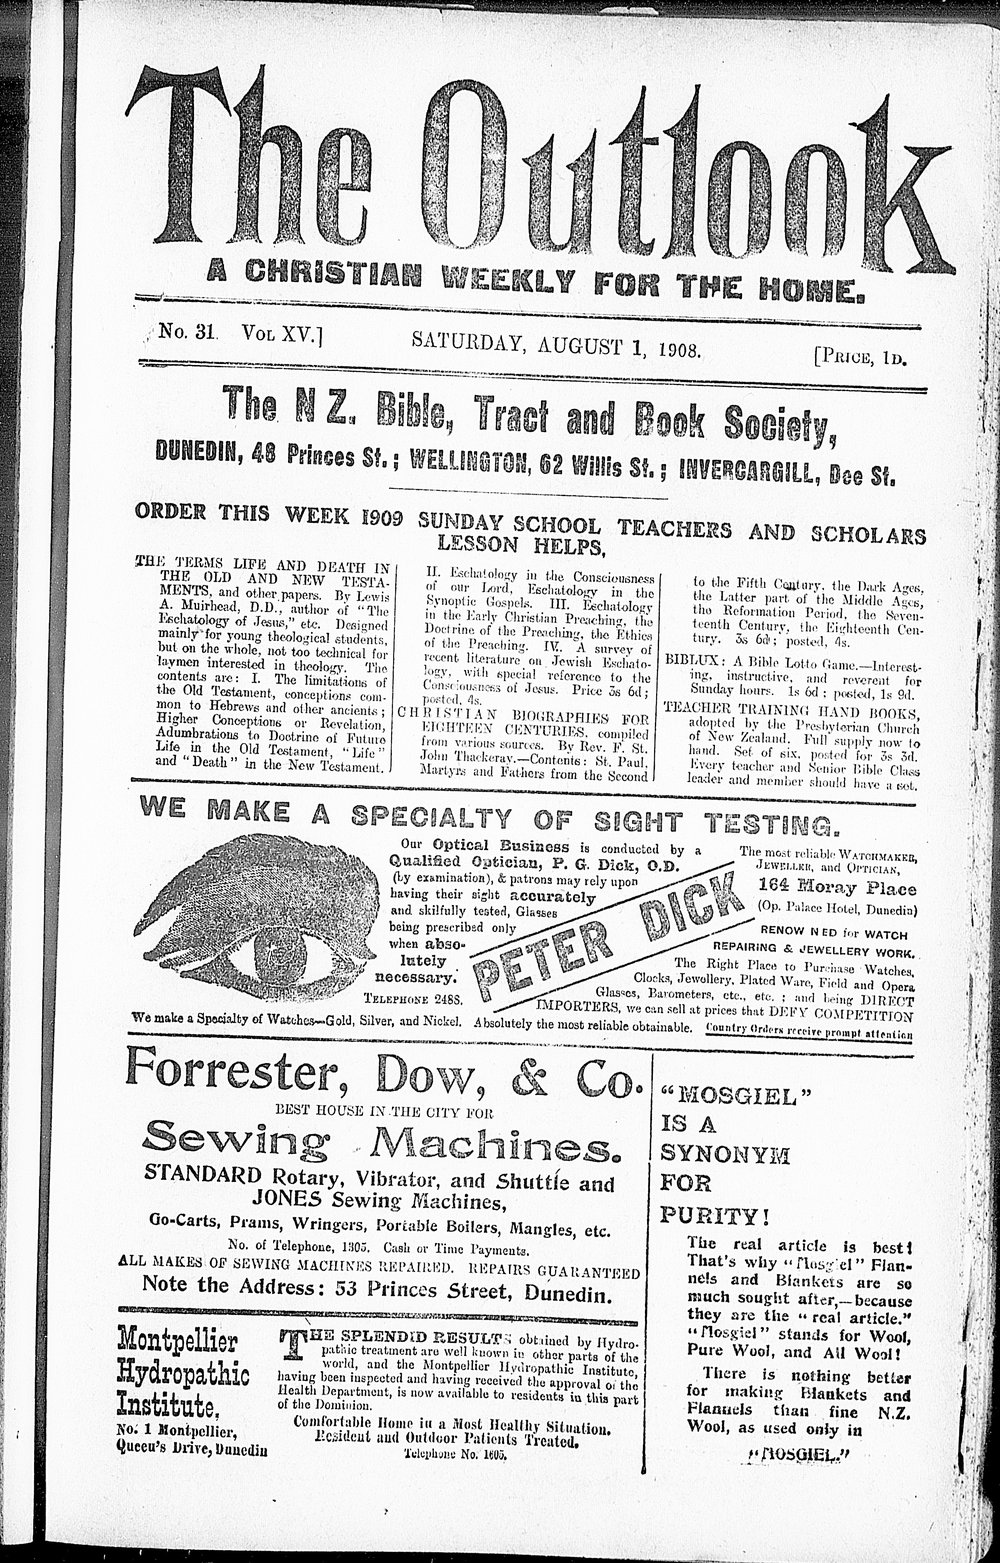 The Outlook
A CHRISTIAN WEEKLY FOR THE HOME.
No. 31. Vol XV.] SATURDAY, AUGUST 1, 1908. [Price, 1d.
The N Z. Bible, Tract and Book Society,
DUNEDIN, 48 Princes St.; WELLINGTON, 62 Willis St.; INVERCARGILL, Dee St.
ORDER THIS WEEK 1909 SUNDAY SCHOOL TEACHERS AND SCHOLARS
LESSON HELPS,
THE TERMS LIFE AND DEATH IN
THE OLD AND NEW TESTA-
MENTS, and other papers. By Lewis
A. Muirhead, D.D., author of "The
Eschatology of Jesus," etc. Designed
mainly for young theological students,
but on the whole, not too technical for
laymen interested in theology. The
contents are: I. The limitations of
the Old Testament, conceptions com-
mon to Hebrews and other ancients;
Higher Conceptions or Revelation,
Adumbrations to Doctrine of Future
Life in the Old Testament, "Life"
and "Death" in the New Testament.
II. Eschatology in the Consciousness
of our Lord, Eschatology in the
Synoptic Gospels. III. Eschatology
in the Early Christian Preaching, the
Doctrine of the Preaching, the Ethics
of the Preaching. IV. A survey of
recent literature on Jewish Eschato-
logy, with special reference to the
Consciousness of Jesus. Price 3s 6d;
posted, 4s.
CHRISTIAN BIOGRAPHIES FOR
EIGHTEEN CENTURIES, compiled
from various sources. By Rev. F. St.
John Thackeray.—Contents: St. Paul,
Martyrs and Fathers from the Second
to the Fifth Century, the Dark Ages,
the Latter part of the Middle Ages,
the Reformation Period, the Seven-
teenth Century, the Eighteenth Cen-
tury. 3s 6d; posted, 4s.
BIBLUX: A Bible Lotto Game.—Interest-
ing, instructive, and reverent for
Sunday hours. 1s 6d; posted, 1s 9d.
TEACHER TRAINING HAND BOOKS,
adopted by the Presbyterian Church
of New Zealand. Full supply now to
hand. Set of six, posted for 3s 3d.
Every teacher and Senior Bible Class
leader and member should have a set.
WE MAKE A SPECIALTY OF SIGHT TESTING.
Our Optical Business is conducted by a
Qualified Optician, P. G. Dick, O.D.
(by examination), & patrons may rely upon
having their sight accurately
and skilfully tested, Glasses
being prescribed only
when abso-
lutely
necessary.
Telephone 2488.
PETER DICK
The most reliable Watchmaker,
Jeweller, and Optician,
164 Moray Place
(Op. Palace Hotel, Dunedin)
RENOWNED for WATCH
REPAIRING & JEWELLERY WORK.
The Right Place to Purchase Watches,
Clocks, Jewellery, Plated Ware, Field and Opera
Glasses, Barometers, etc., etc.; and being DIRECT
IMPORTERS, we can sell at prices that DEFY COMPETITION
We make a Specialty of Watches—Gold, Silver, and Nickel. Absolutely the most reliable obtainable. Country Orders receive prompt attention
Forrester, Dow, & Co.
BEST HOUSE IN THE CITY FOR
Sewing Machines.
STANDARD Rotary, Vibrator, and Shuttle and
JONES Sewing Machines,
Go-Carts, Prams, Wringers, Portable Boilers, Mangles, etc.
No. of Telephone, 1305. Cash or Time Payments.
ALL MAKES OF SEWING MACHINES REPAIRED. REPAIRS GUARANTEED
Note the Address: 53 Princes Street, Dunedin.
Montpellier
Hydropathic
Institute,
No. 1 Montpellier,
Queen's Drive, Dunedin
THE SPLENDID RESULTS obtained by Hydro-
pathic treatment are well known in other parts of the
world, and the Montpellier Hydropathic Institute,
having been inspected and having received the approval of the
Health Department, is now available to residents in this part
of the Dominion.
Comfortable Home in a Most Healthy Situation.
Resident and Outdoor Patients Treated.
Telephone No. 1605.
"MOSGIEL"
IS A
SYNONYM
FOR
PURITY!
The real article is best!
That's why "Mosgiel" Flan-
nels and Blankets are so
much sought after,—because
they are the "real article."
"Mosgiel" stands for Wool,
Pure Wool, and All Wool!
There is nothing better
for making Blankets and
Flannels than fine N.Z.
Wool, as used only in
"MOSGIEL."